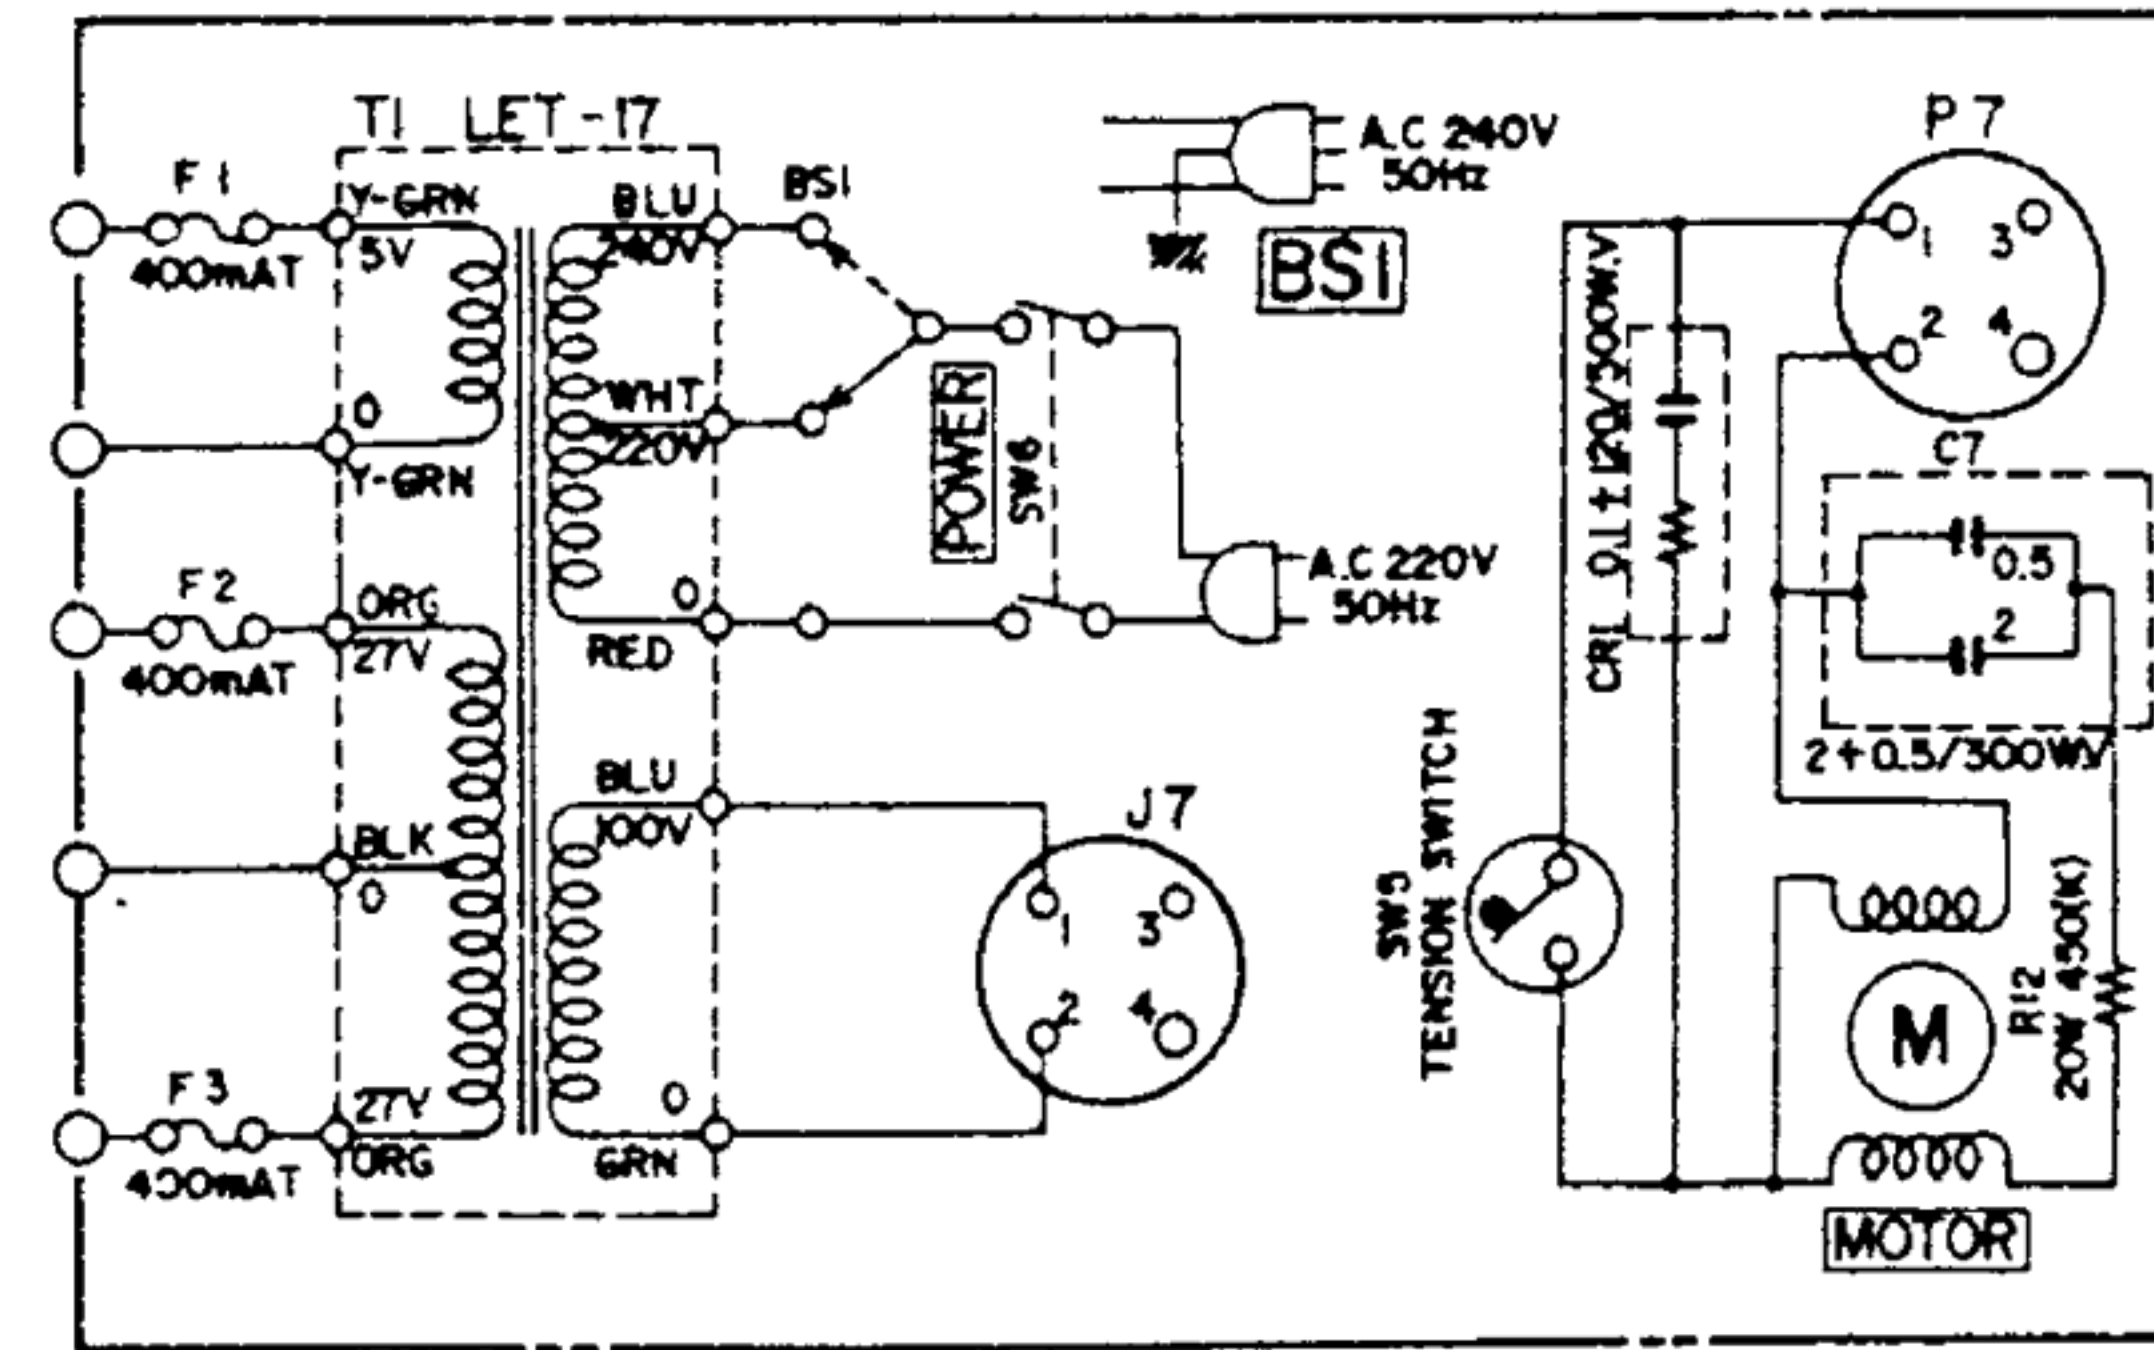 T1 LET-17
F1
400mAT
Y-GRN
5V
0
Y-GRN
F2
400mAT
ORG
27V
BLK
0
F3
400mAT
27V
ORG
BLU
240V
WHT
220V
0
RED
BLU
100V
0
GRN
BS1
POWER
SW6
A.C 240V
50Hz
BS1
A.C 220V
50Hz
J7
1
3
2
4
P7
1
3
2
4
CR1 0.1+120/500W.V
C7
0.5
2
2+0.5/300W.V
SW5
TENSION SWITCH
R12
20W 450(K)
M
MOTOR